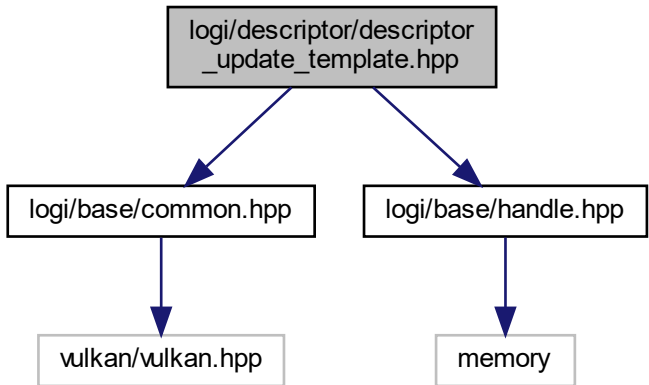 logi/descriptor/descriptor
_update_template.hpp
logi/base/common.hpp
logi/base/handle.hpp
vulkan/vulkan.hpp
memory